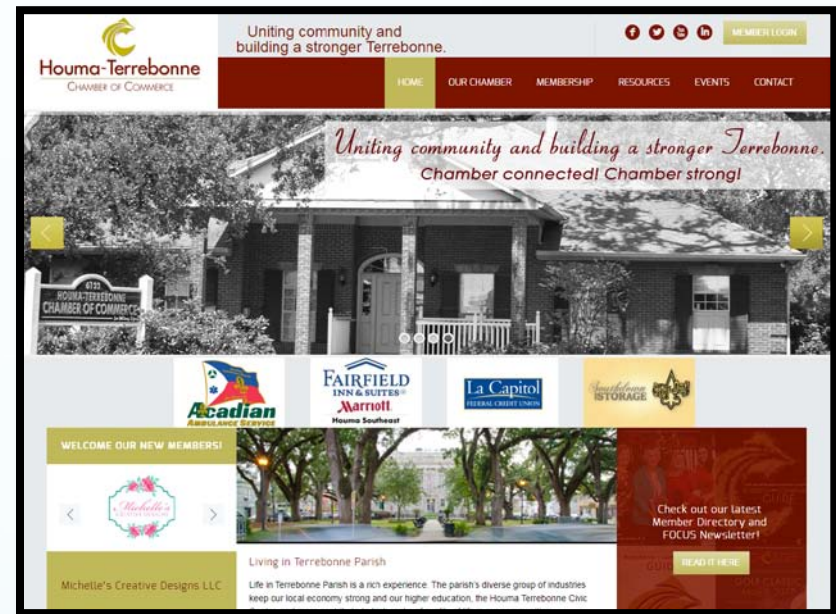 Houma-Terrebonne
CHAMBER OF COMMERCE
Uniting community and
building a stronger Terrebonne.
MEMBER LOGIN
HOME
OUR CHAMBER
MEMBERSHIP
RESOURCES
EVENTS
CONTACT
Uniting community and building a stronger Terrebonne.
Chamber connected! Chamber strong!
6133
HOUMA-TERREBONNE
CHAMBER OF COMMERCE
Acadian
AMBULANCE SERVICE
FAIRFIELD
INN & SUITES®
Marriott
Houma Southeast
La Capitol
FEDERAL CREDIT UNION
STORAGE
WELCOME OUR NEW MEMBERS!
Michelle's
Michelle's Creative Designs LLC
Living in Terrebonne Parish
Life in Terrebonne Parish is a rich experience. The parish's diverse group of industries
keep our local economy strong and our higher education, the Houma Terrebonne Civic
Check out our latest
Member Directory and
FOCUS Newsletter!
READ IT HERE
GUIDE
GOLF CLASSIC